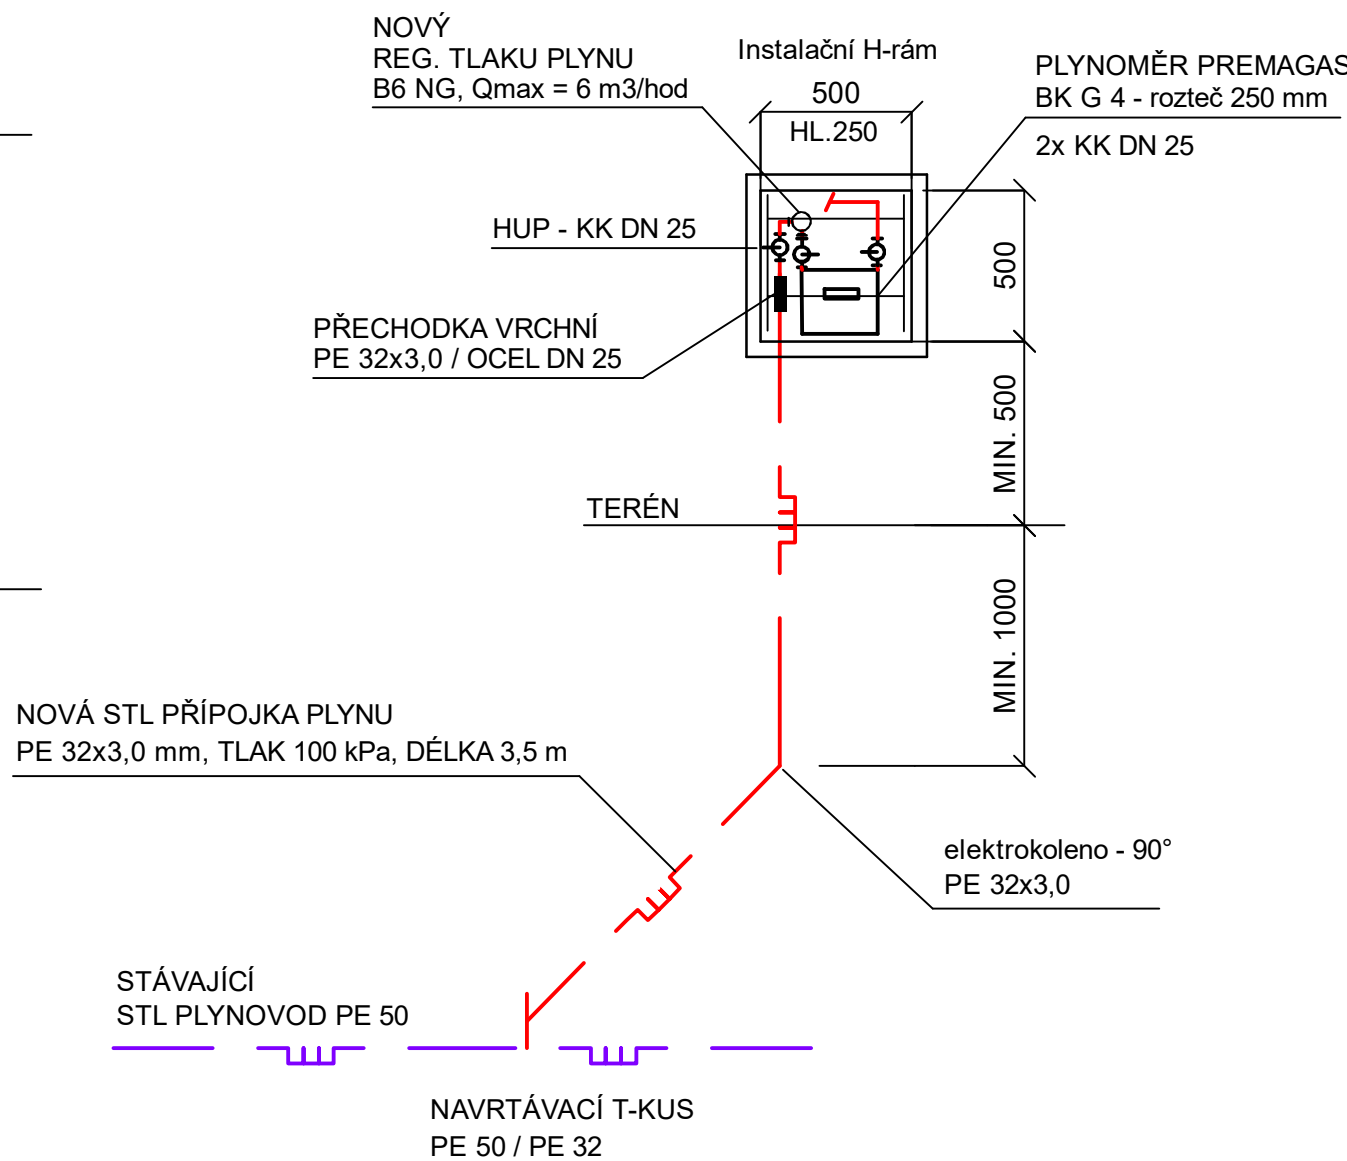 NOVÝ
REG. TLAKU PLYNU
B6 NG, Qmax = 6 m3/hod
Instalační H-rám
500
HL.250
PLYNOMĚR PREMAGAS
BK G 4 - rozteč 250 mm
2x KK DN 25
HUP - KK DN 25
500
PŘECHODKA VRCHNÍ
PE 32x3,0 / OCEL DN 25
MIN. 500
TERÉN
MIN. 1000
NOVÁ STL PŘÍPOJKA PLYNU
PE 32x3,0 mm, TLAK 100 kPa, DÉLKA 3,5 m
elektrokoleno - 90°
PE 32x3,0
STÁVAJÍCÍ
STL PLYNOVOD PE 50
NAVRTÁVACÍ T-KUS
PE 50 / PE 32